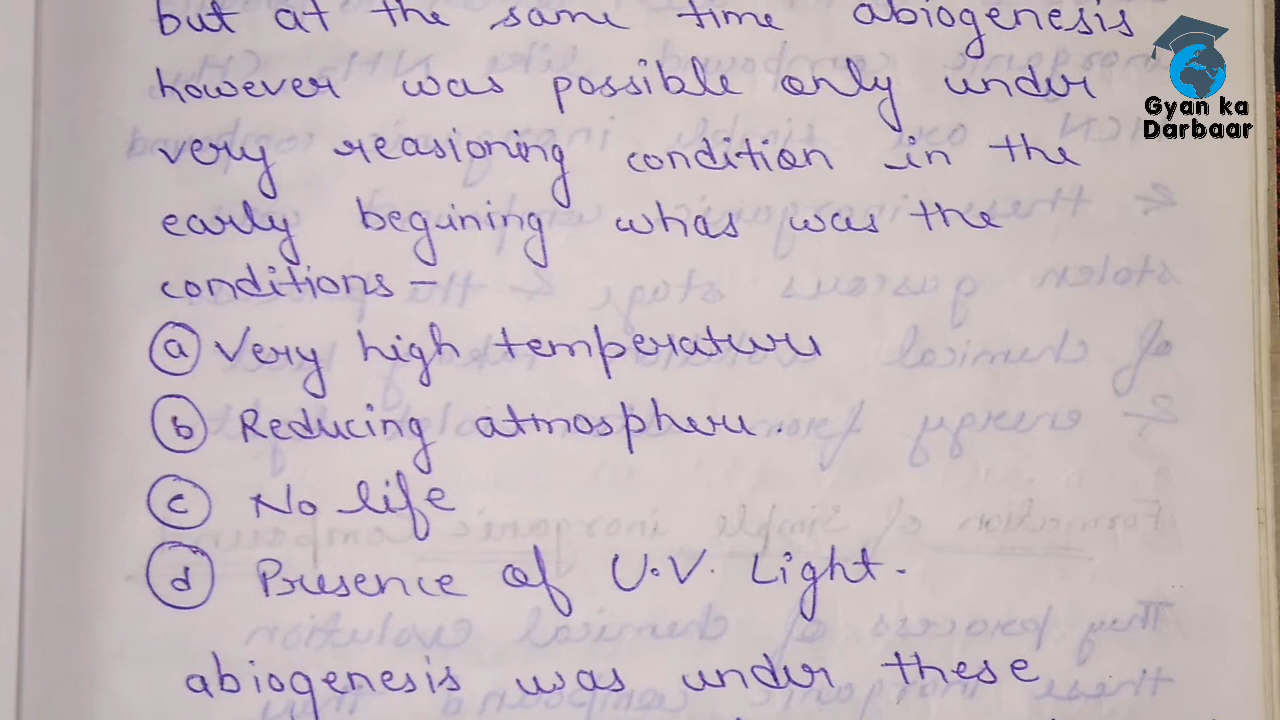 but at the same time abiogenesis
however was possible only under
very reasioning condition in the
early begining whas was the
conditions –
(a) Very high temperature
(b) Reducing atmosphere.
(c) No life
(d) Presence of U.V. Light.
abiogenesis was under these
Gyan ka
Darbaar